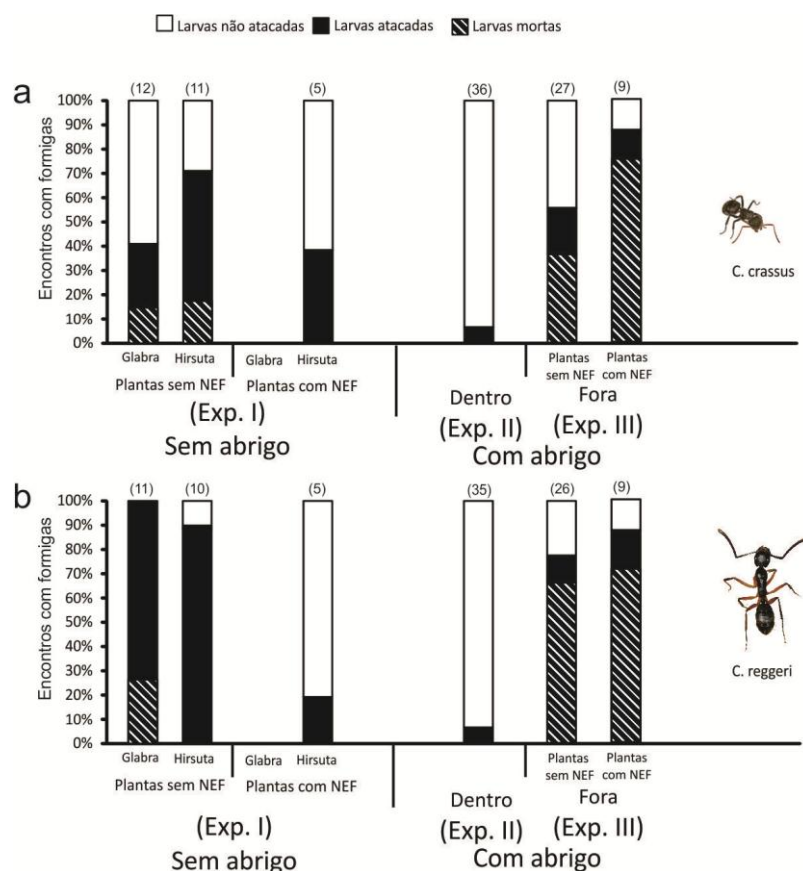 Larvas não atacadas Larvas atacadas Larvas mortas
a
(12) (11) (5) (36) (27) (9)
100%
90%
80%
70%
60%
50%
40%
30%
20%
10%
0%
Encontros com formigas
C. crassus
Glabra Hirsuta Glabra Hirsuta
Plantas sem NEF Plantas com NEF
Plantas Plantas
sem NEF com NEF
Dentro Fora
(Exp. I) (Exp. II) (Exp. III)
Sem abrigo Com abrigo
b
(11) (10) (5) (35) (26) (9)
100%
90%
80%
70%
60%
50%
40%
30%
20%
10%
0%
Encontros com formigas
C. reggeri
Glabra Hirsuta Glabra Hirsuta
Plantas sem NEF Plantas com NEF
Plantas Plantas
sem NEF com NEF
Dentro Fora
(Exp. I) (Exp. II) (Exp. III)
Sem abrigo Com abrigo